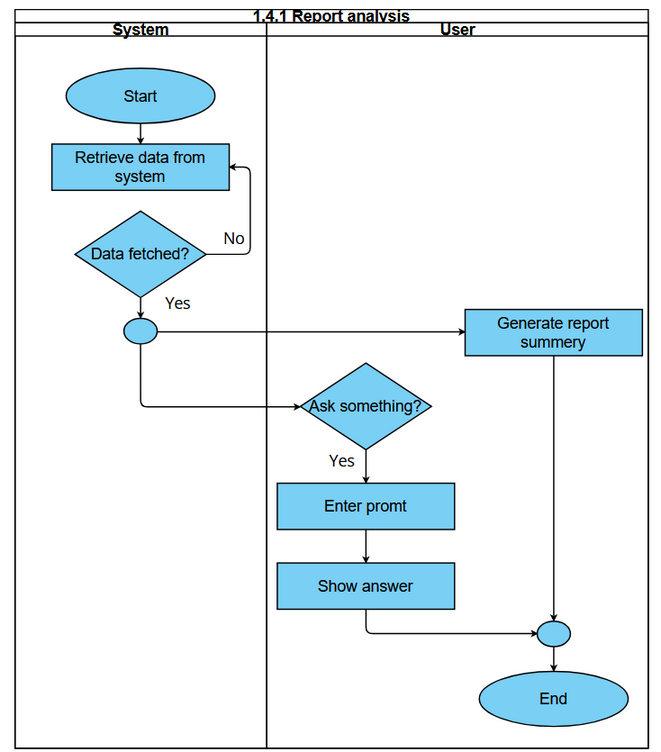 1.4.1 Report analysis
System
User
Start
Retrieve data from
system
No
Data fetched?
Yes
Generate report
summery
Ask something?
Yes
Enter promt
Show answer
End